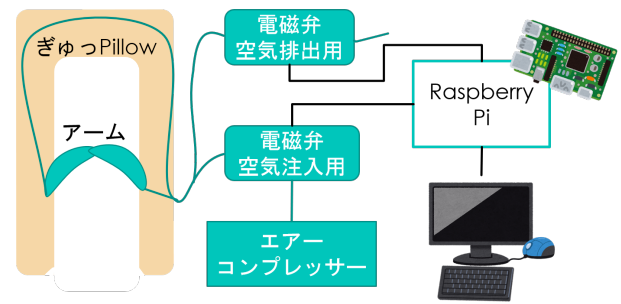 ぎゅっPillow
アーム
電磁弁
空気排出用
電磁弁
空気注入用
エアー
コンプレッサー
Raspberry
Pi